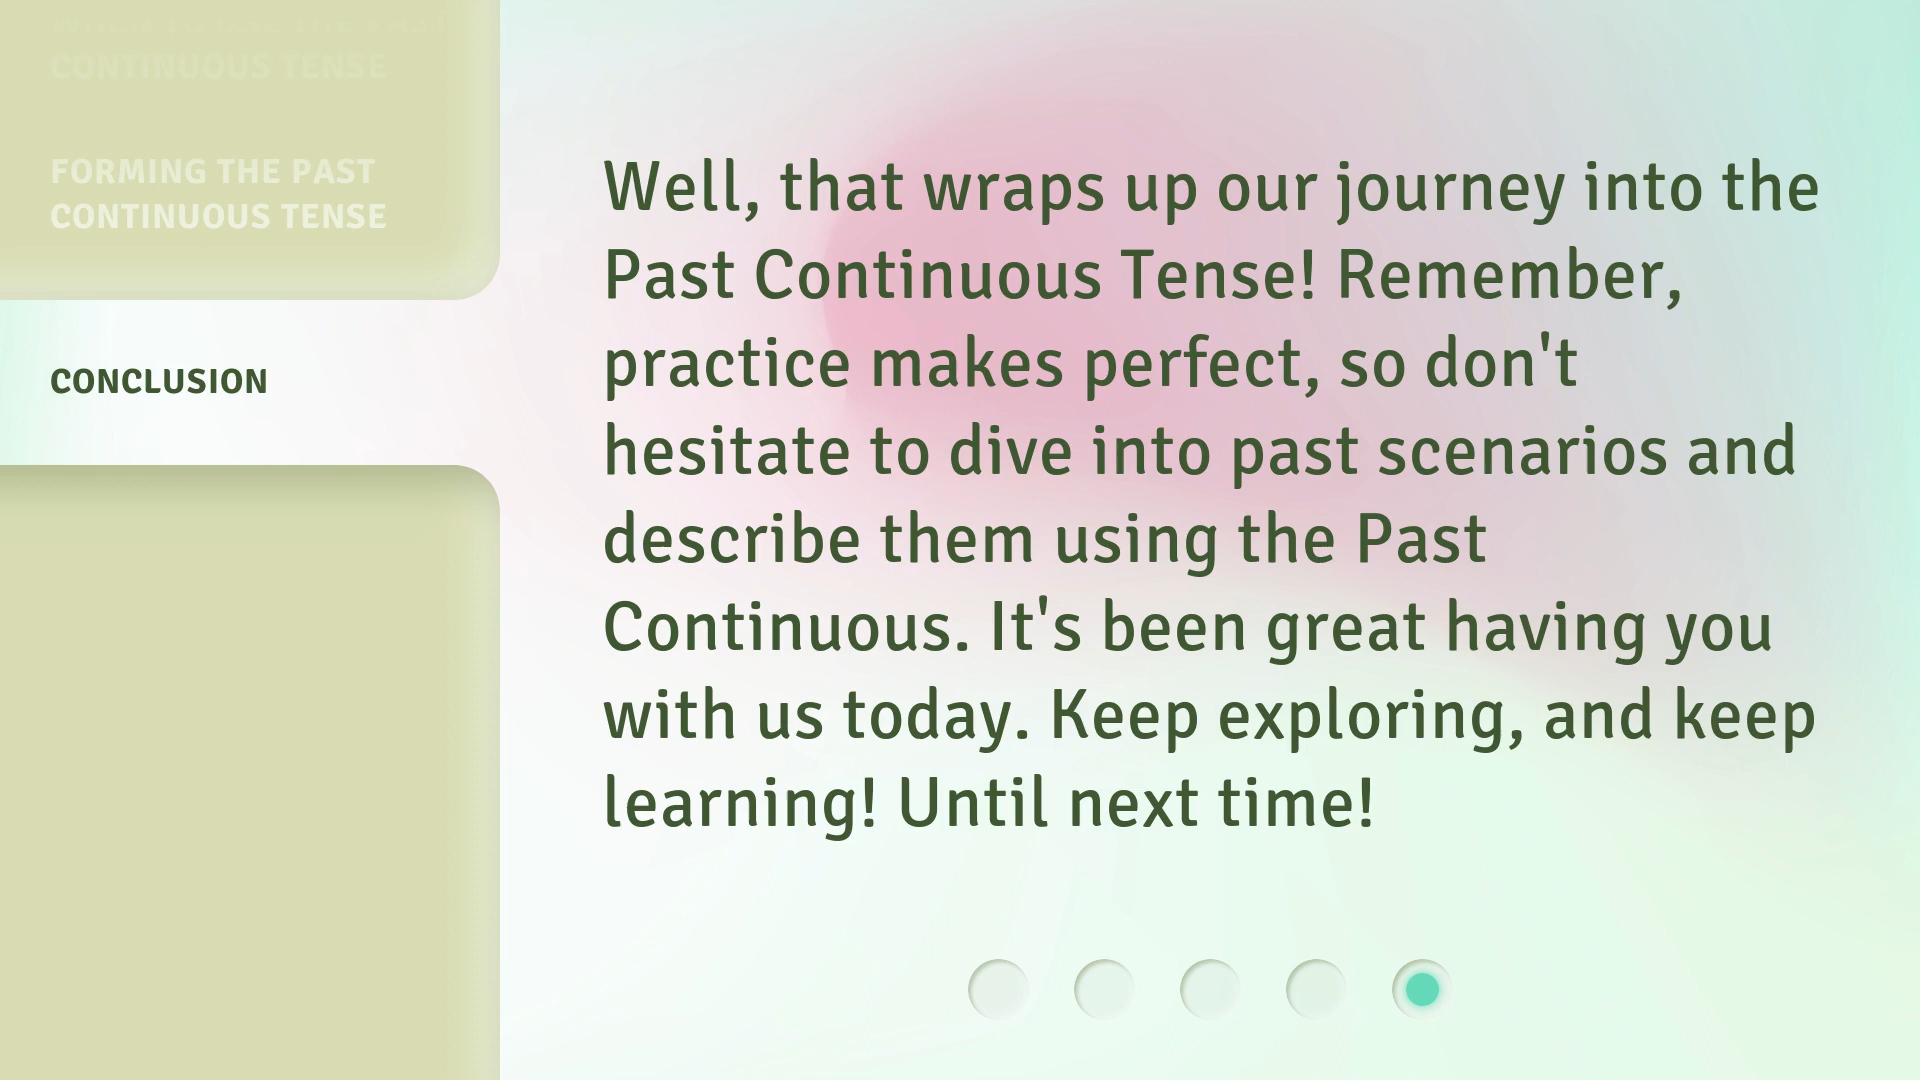 CONTINUOUS TENSE
FORMING THE PAST
CONTINUOUS TENSE
CONCLUSION
Well, that wraps up our journey into the
Past Continuous Tense! Remember,
practice makes perfect, so don't
hesitate to dive into past scenarios and
describe them using the Past
Continuous. It's been great having you
with us today. Keep exploring, and keep
learning! Until next time!